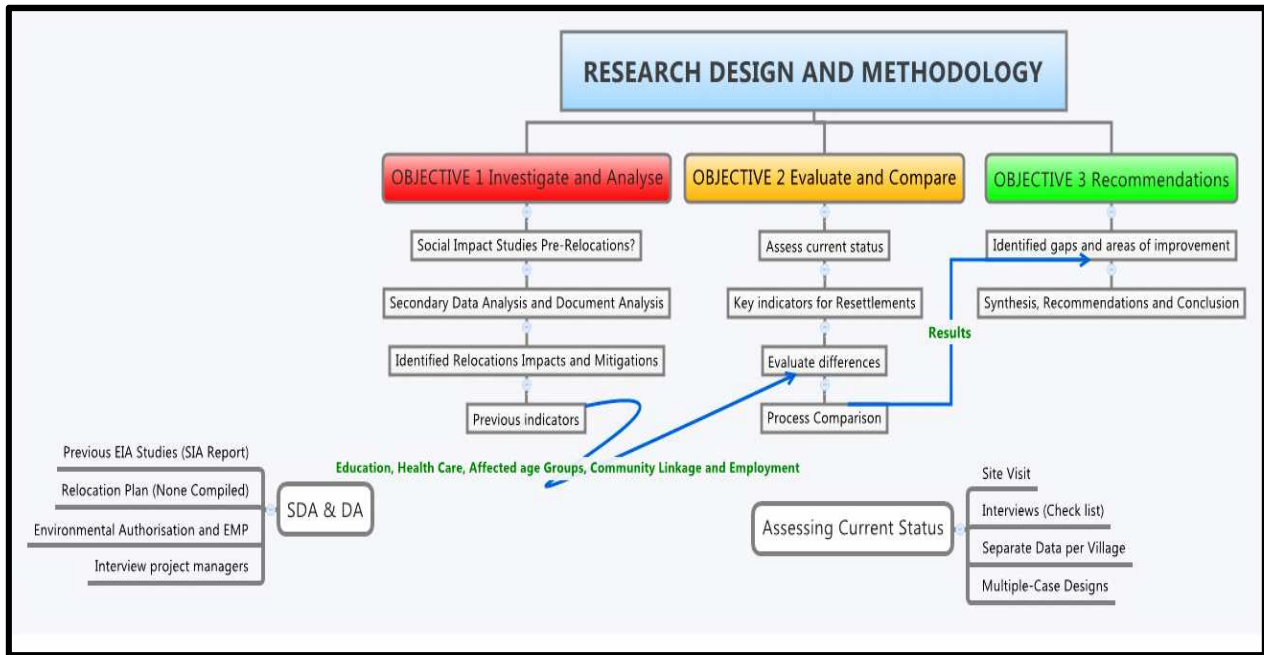 RESEARCH DESIGN AND METHODOLOGY
OBJECTIVE 1 Investigate and Analyse
Social Impact Studies Pre-Relocations?
Secondary Data Analysis and Document Analysis
Identified Relocations Impacts and Mitigations
Previous indicators
OBJECTIVE 2 Evaluate and Compare
Assess current status
Key indicators for Resettlements
Evaluate differences
Process Comparison
OBJECTIVE 3 Recommendations
Identified gaps and areas of improvement
Synthesis, Recommendations and Conclusion
Results
Education, Health Care, Affected age Groups, Community Linkage and Employment
Previous EIA Studies (SIA Report)
Relocation Plan (None Compiled)
Environmental Authorisation and EMP
Interview project managers
SDA & DA
Assessing Current Status
Site Visit
Interviews (Check list)
Separate Data per Village
Multiple-Case Designs